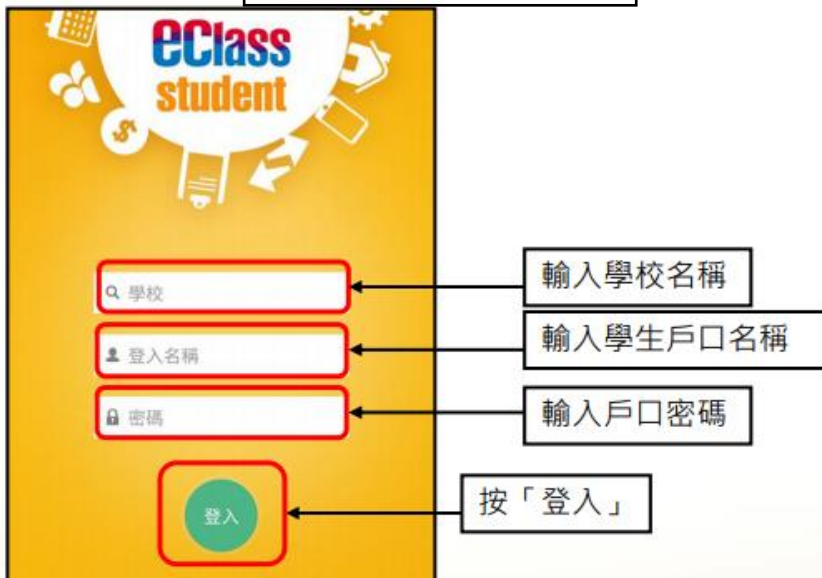 eClass
student
學校
輸入學校名稱
登入名稱
輸入學生戶口名稱
密碼
輸入戶口密碼
登入
按「登入」